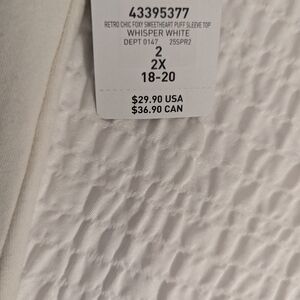 43395377
RETRO CHIC FOXY SWEETHEART PUFF SLEEVE TOP
WHISPER WHITE
DEPT 0147 25SPR2
2
2X
18-20
$29.90 USA
$36.90 CAN